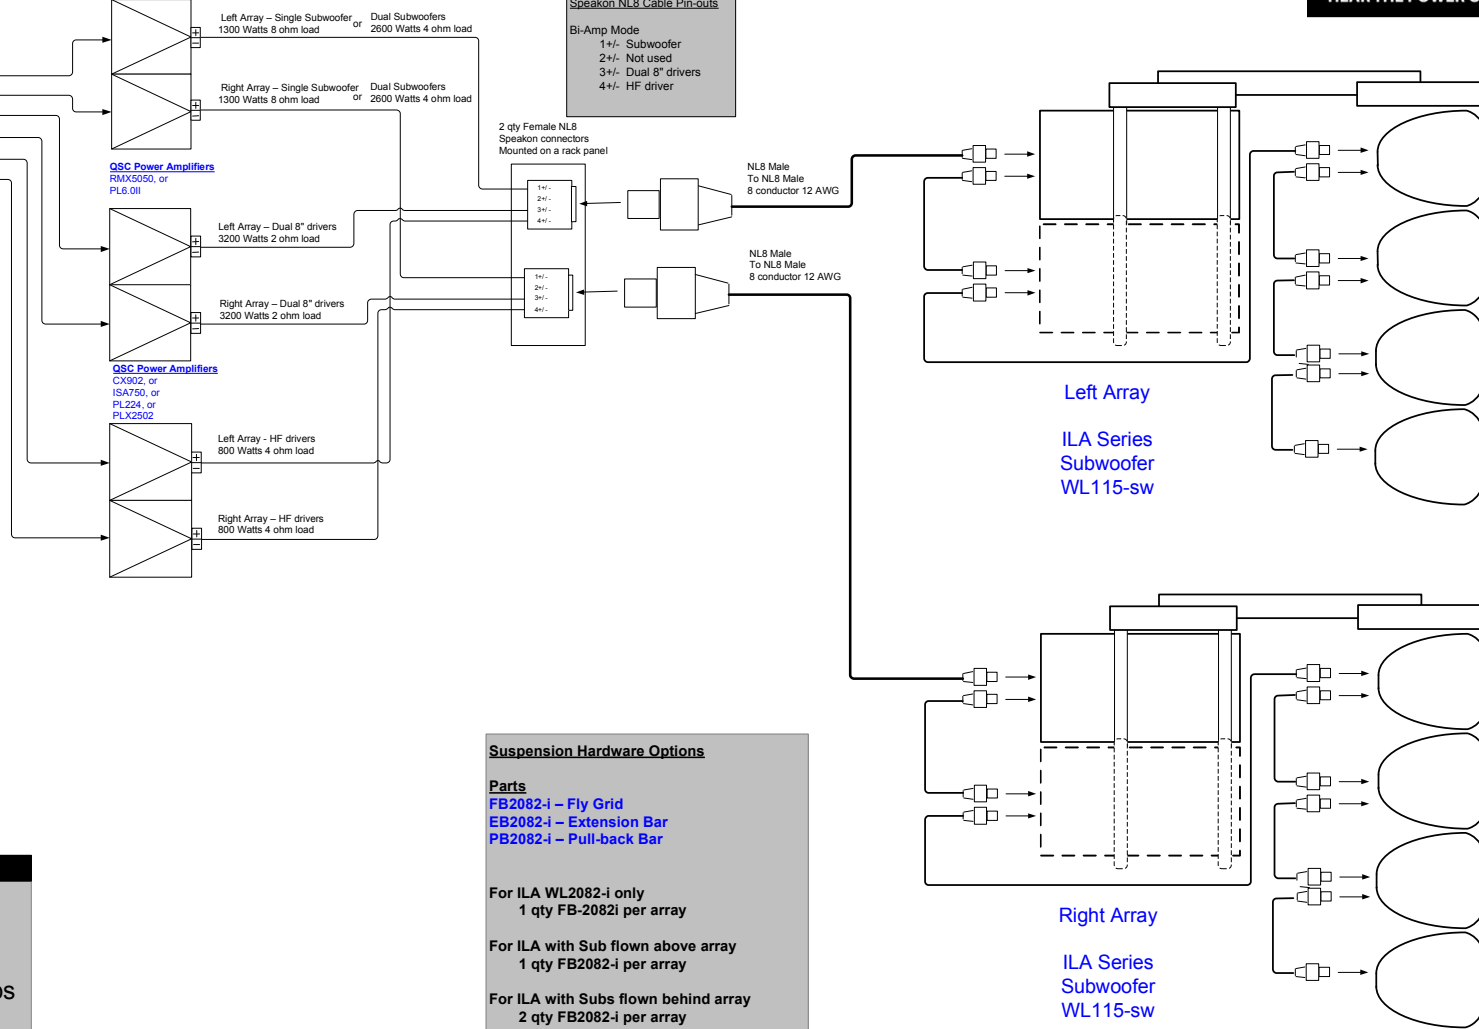 Left Array – Single Subwoofer or Dual Subwoofers
1300 Watts 8 ohm load 2600 Watts 4 ohm load
Right Array – Single Subwoofer or Dual Subwoofers
1300 Watts 8 ohm load 2600 Watts 4 ohm load
QSC Power Amplifiers
RMX5050, or
PL6.0II
Left Array – Dual 8" drivers
3200 Watts 2 ohm load
Right Array – Dual 8" drivers
3200 Watts 2 ohm load
QSC Power Amplifiers
CX902, or
ISA750, or
PL224, or
PLX2502
Left Array - HF drivers
800 Watts 4 ohm load
Right Array – HF drivers
800 Watts 4 ohm load
Speakon NL8 Cable Pin-outs
Bi-Amp Mode
1+/- Subwoofer
2+/- Not used
3+/- Dual 8" drivers
4+/- HF driver
2 qty Female NL8
Speakon connectors
Mounted on a rack panel
1+/-
2+/-
3+/-
4+/-
1+/-
2+/-
3+/-
4+/-
NL8 Male
To NL8 Male
8 conductor 12 AWG
NL8 Male
To NL8 Male
8 conductor 12 AWG
Left Array
ILA Series
Subwoofer
WL115-sw
Right Array
ILA Series
Subwoofer
WL115-sw
Suspension Hardware Options
Parts
FB2082-i – Fly Grid
EB2082-i – Extension Bar
PB2082-i – Pull-back Bar
For ILA WL2082-i only
1 qty FB-2082i per array
For ILA with Sub flown above array
1 qty FB2082-i per array
For ILA with Subs flown behind array
2 qty FB2082-i per array